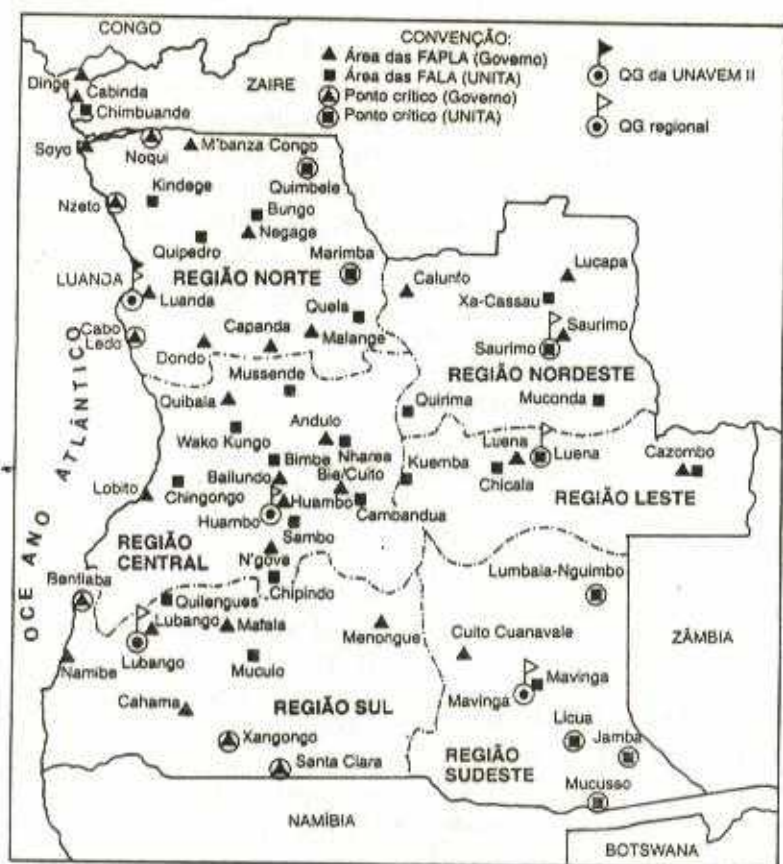 CONGO
ZAIRE
CONVENÇÃO:
Área das FAPLA (Governo)
Área das FALA (UNITA)
Ponto crítico (Governo)
Ponto crítico (UNITA)
QG da UNAVEM II
QG regional
Dinge
Cabinda
Chimbuande
Soyo
Noqui
M'banza Congo
Quimbele
Nzeto
Kindege
Bungo
Negage
Quipedro
REGIÃO NORTE
Marimba
LUANDA
Luanda
Quela
Cabo
Ledo
Dondo
Capanda
Malange
Calunfo
Lucapa
Xa-Cassau
Saurimo
Saurimo
REGIÃO NORDESTE
Muconda
Quirima
OCEANO ATLÂNTICO
Mussende
Quibala
Wako Kungo
Andulo
Nharea
Bimbe
Bailundo
Bie/Cuito
Kuemba
Luena
Luena
Chicala
Cazombo
REGIÃO LESTE
Lobito
Chingongo
Huambo
Huambo
Camoandua
Sambo
REGIÃO
CENTRAL
N'gove
Chipindo
Bentiaba
Quilengues
Lubango
Lubango
Matala
Menongue
Namibe
Muculo
Cahama
REGIÃO SUL
Xangongo
Santa Clara
Lumbala-Nguimbo
Cuito Cuanavale
Mavinga
Mavinga
Licua
Jamba
REGIÃO
SUDESTE
Mucusso
ZÂMBIA
NAMÍBIA
BOTSWANA